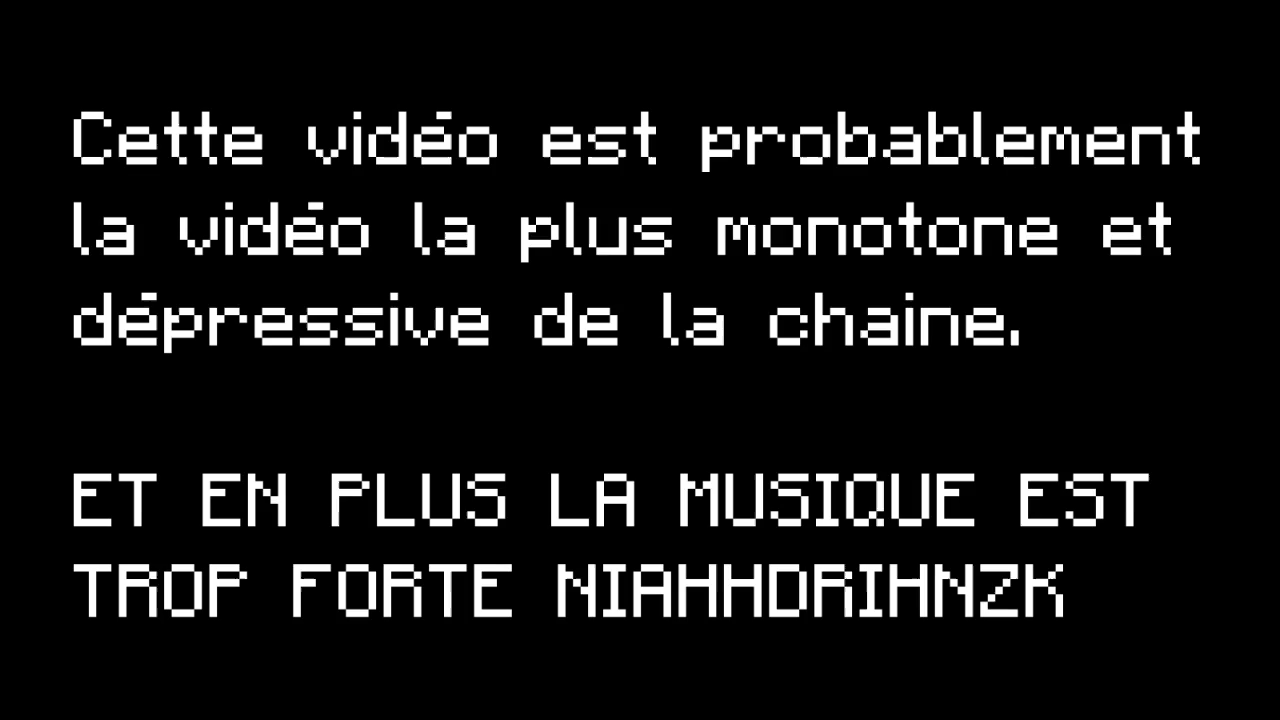 Cette vidéo est probablement
la vidéo la plus monotone et
dépressive de la chaine.
ET EN PLUS LA MUSIQUE EST
TROP FORTE NIAHHDRIHNZK